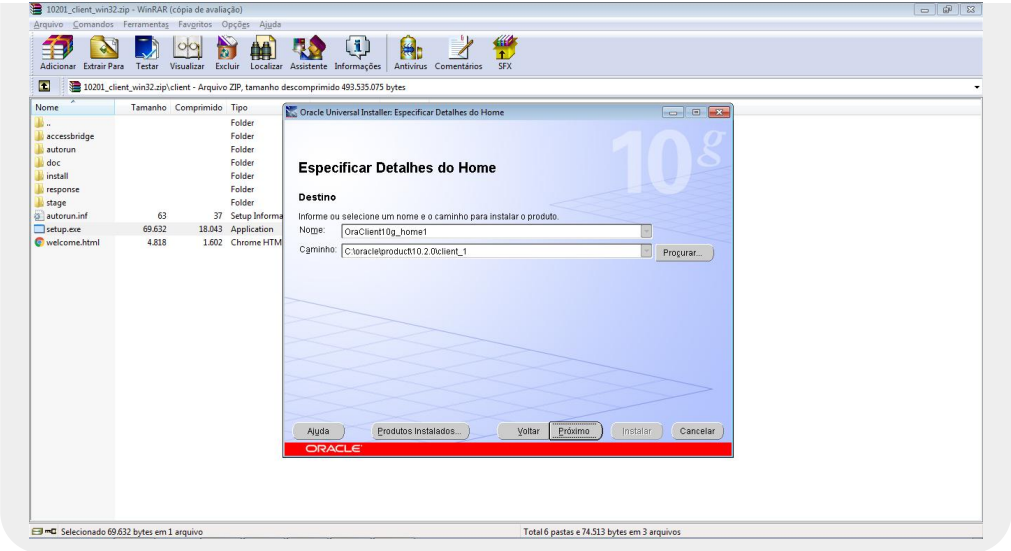 10201_client_win32.zip - WinRAR (cópia de avaliação)
Arquivo Comandos Ferramentas Favoritos Opções Ajuda
Adicionar Extrair Para Testar Visualizar Excluir Localizar Assistente Informações Antivírus Comentários SFX
10201_client_win32.zip\client - Arquivo ZIP, tamanho descomprimido 493.535.075 bytes
Nome Tamanho Comprimido Tipo
.. Folder
accessbridge Folder
autorun Folder
doc Folder
install Folder
response Folder
stage Folder
autorun.inf 63 37 Setup Informa
setup.exe 69.632 18.043 Application
welcome.html 4.818 1.602 Chrome HTM
Oracle Universal Installer: Especificar Detalhes do Home
10g
Especificar Detalhes do Home
Destino
Informe ou selecione um nome e o caminho para instalar o produto.
Nome: OraClient10g_home1
Caminho: C:\oracle\product\10.2.0\client_1 Procurar...
Ajuda Produtos Instalados... Voltar Próximo Instalar Cancelar
ORACLE
Selecionado 69.632 bytes em 1 arquivo Total 6 pastas e 74.513 bytes em 3 arquivos